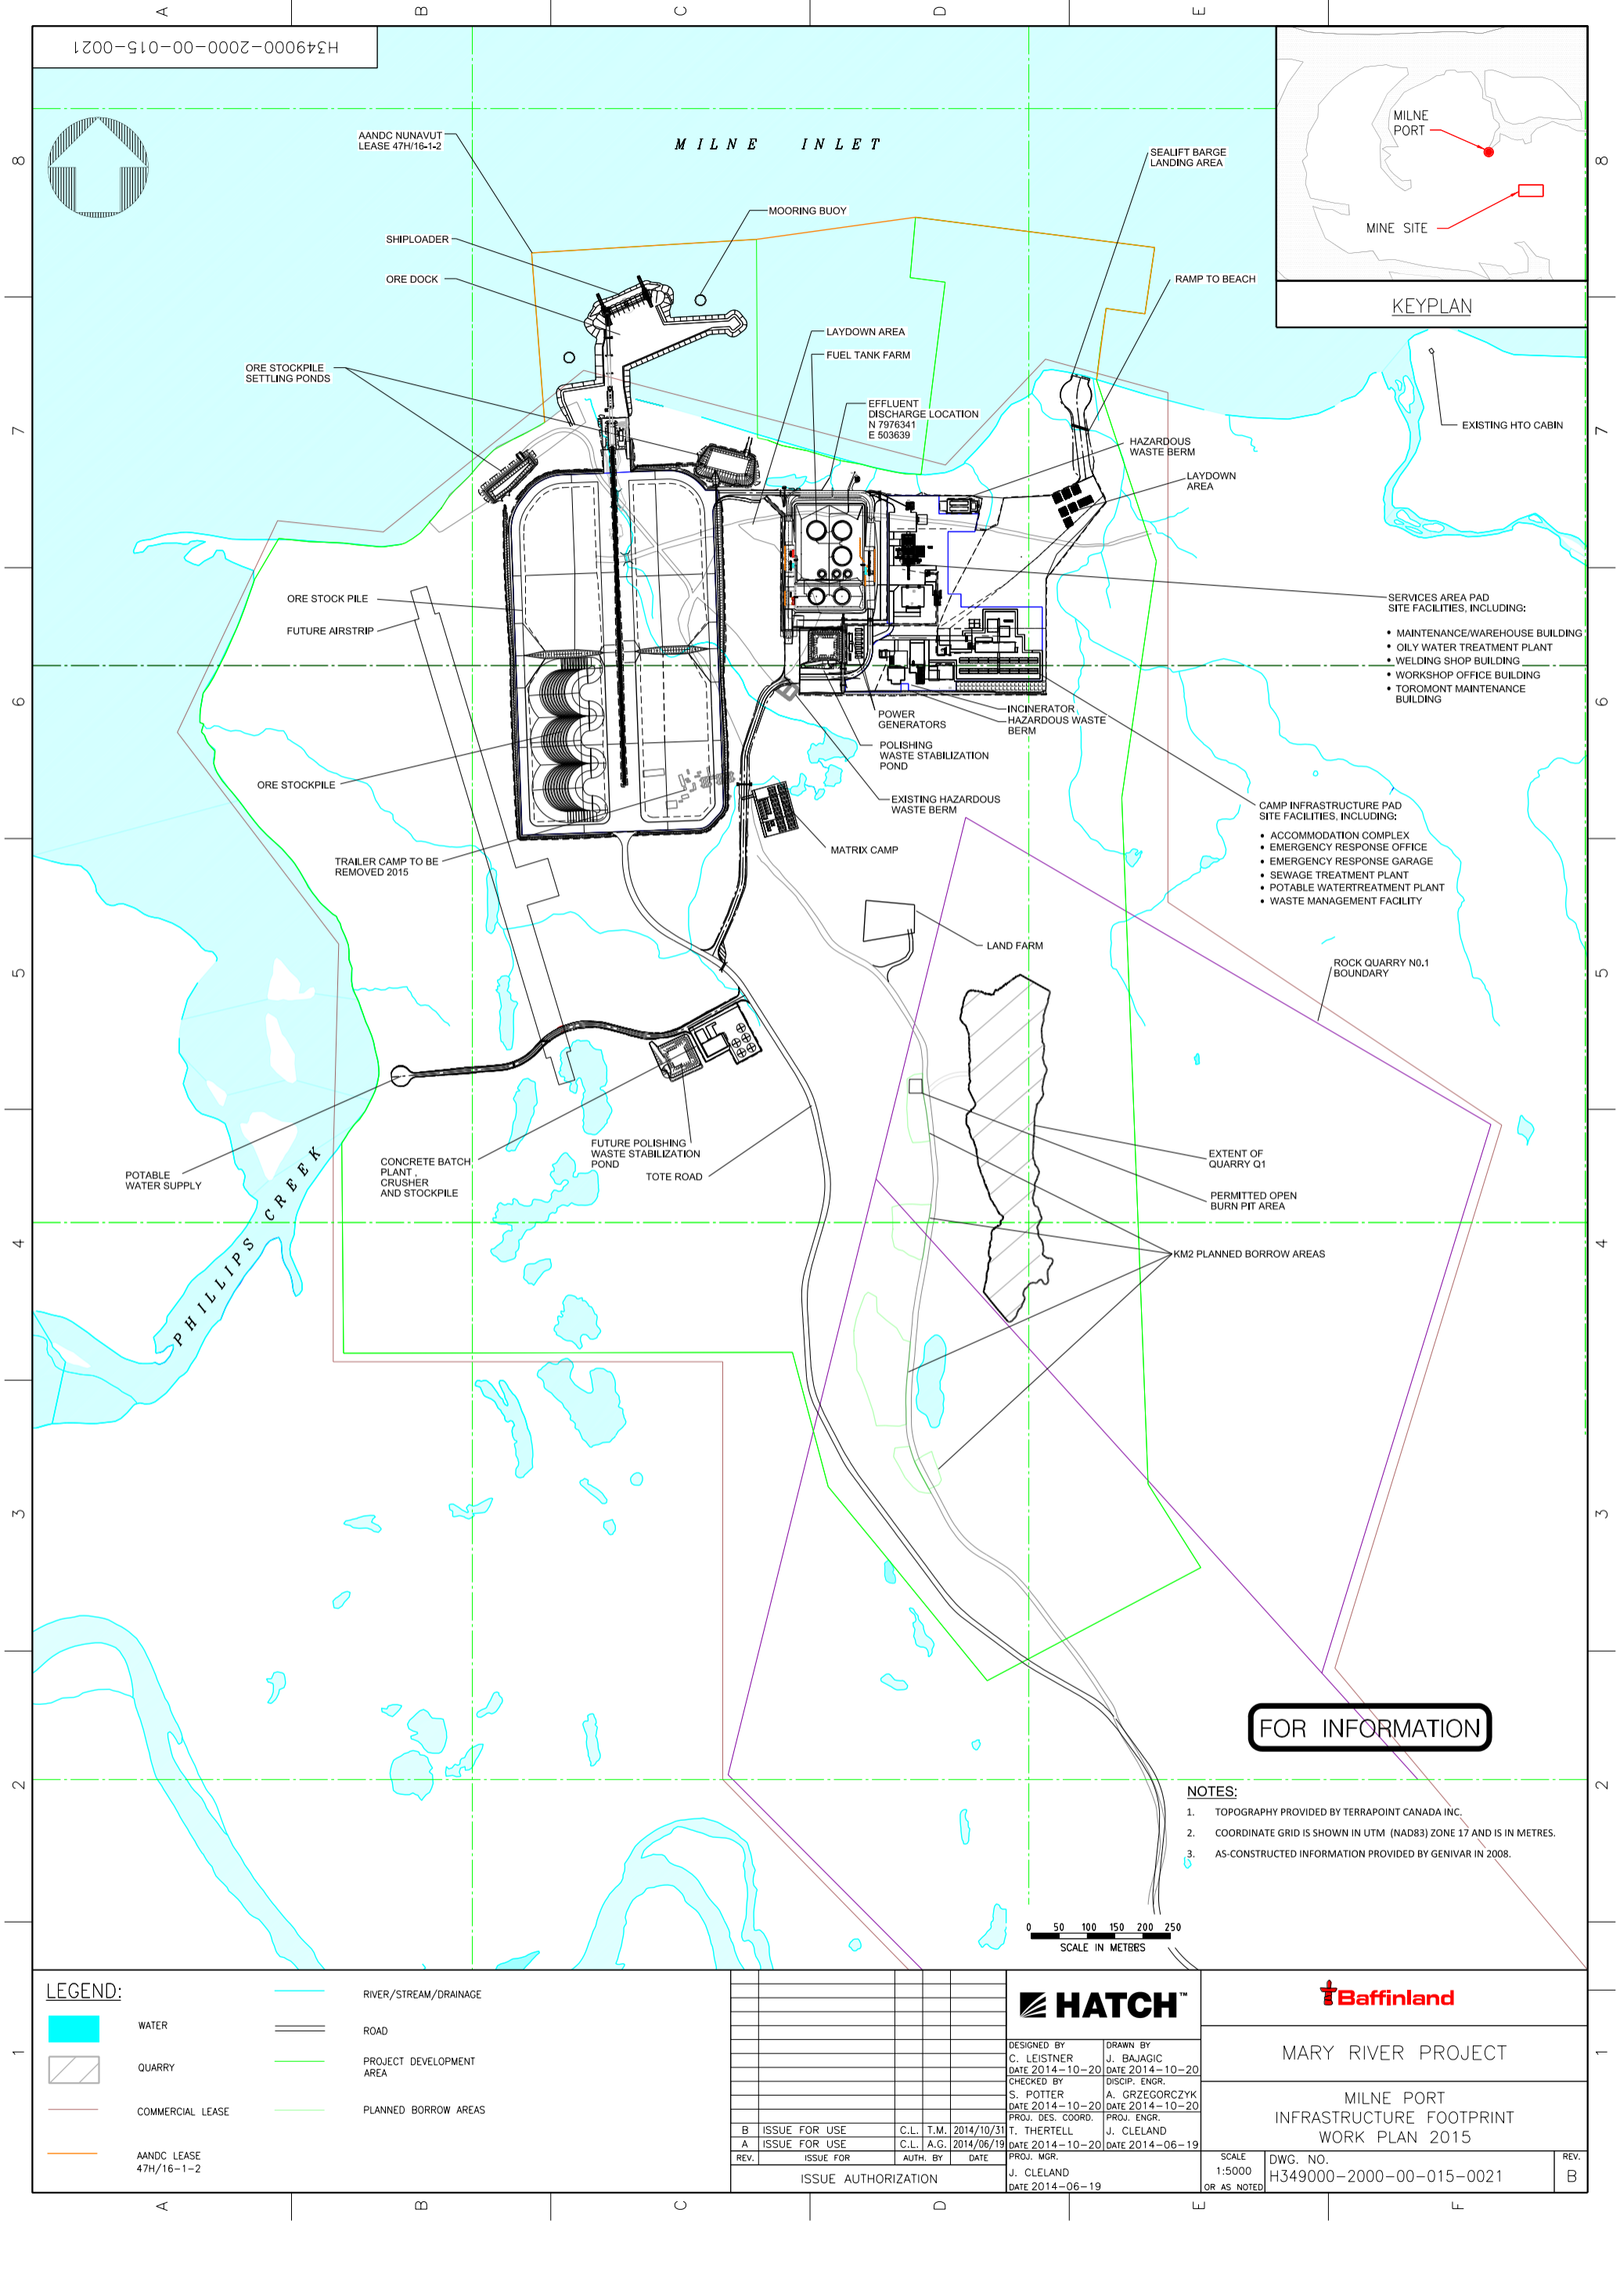 A
B
C
D
E
H349000-2000-00-015-0021
8
7
6
5
4
3
2
1
MILNE INLET
AANDC NUNAVUT
LEASE 47H/16-1-2
SHIPLOADER
ORE DOCK
MOORING BUOY
SEALIFT BARGE
LANDING AREA
RAMP TO BEACH
MILNE
PORT
MINE SITE
KEYPLAN
ORE STOCKPILE
SETTLING PONDS
LAYDOWN AREA
FUEL TANK FARM
EFFLUENT
DISCHARGE LOCATION
N 7976341
E 503639
HAZARDOUS
WASTE BERM
LAYDOWN
AREA
EXISTING HTO CABIN
ORE STOCK PILE
FUTURE AIRSTRIP
SERVICES AREA PAD
SITE FACILITIES, INCLUDING:
• MAINTENANCE/WAREHOUSE BUILDING
• OILY WATER TREATMENT PLANT
• WELDING SHOP BUILDING
• WORKSHOP OFFICE BUILDING
• TOROMONT MAINTENANCE
BUILDING
POWER
GENERATORS
INCINERATOR
HAZARDOUS WASTE
BERM
POLISHING
WASTE STABILIZATION
POND
ORE STOCKPILE
EXISTING HAZARDOUS
WASTE BERM
CAMP INFRASTRUCTURE PAD
SITE FACILITIES, INCLUDING:
• ACCOMMODATION COMPLEX
• EMERGENCY RESPONSE OFFICE
• EMERGENCY RESPONSE GARAGE
• SEWAGE TREATMENT PLANT
• POTABLE WATERTREATMENT PLANT
• WASTE MANAGEMENT FACILITY
TRAILER CAMP TO BE
REMOVED 2015
MATRIX CAMP
LAND FARM
ROCK QUARRY N0.1
BOUNDARY
POTABLE
WATER SUPPLY
PHILLIPS CREEK
CONCRETE BATCH
PLANT ,
CRUSHER
AND STOCKPILE
FUTURE POLISHING
WASTE STABILIZATION
POND
TOTE ROAD
EXTENT OF
QUARRY Q1
PERMITTED OPEN
BURN PIT AREA
KM2 PLANNED BORROW AREAS
FOR INFORMATION
NOTES:
1. TOPOGRAPHY PROVIDED BY TERRAPOINT CANADA INC.
2. COORDINATE GRID IS SHOWN IN UTM (NAD83) ZONE 17 AND IS IN METRES.
3. AS-CONSTRUCTED INFORMATION PROVIDED BY GENIVAR IN 2008.
0 50 100 150 200 250
SCALE IN METRES
LEGEND:
WATER
QUARRY
COMMERCIAL LEASE
AANDC LEASE
47H/16-1-2
RIVER/STREAM/DRAINAGE
ROAD
PROJECT DEVELOPMENT
AREA
PLANNED BORROW AREAS
B ISSUE FOR USE C.L. T.M. 2014/10/31
A ISSUE FOR USE C.L. A.G. 2014/06/19
REV. ISSUE FOR AUTH. BY DATE
ISSUE AUTHORIZATION
HATCH™
DESIGNED BY
C. LEISTNER
DATE 2014-10-20
DRAWN BY
J. BAJAGIC
DATE 2014-10-20
CHECKED BY
S. POTTER
DATE 2014-10-20
DISCIP. ENGR.
A. GRZEGORCZYK
DATE 2014-10-20
PROJ. DES. COORD.
T. THERTELL
DATE 2014-10-20
PROJ. ENGR.
J. CLELAND
DATE 2014-06-19
PROJ. MGR.
J. CLELAND
DATE 2014-06-19
Baffinland
MARY RIVER PROJECT
MILNE PORT
INFRASTRUCTURE FOOTPRINT
WORK PLAN 2015
SCALE
1:5000
OR AS NOTED
DWG. NO.
H349000-2000-00-015-0021
REV.
B
8
7
6
5
4
3
2
1
A
B
C
D
E
F